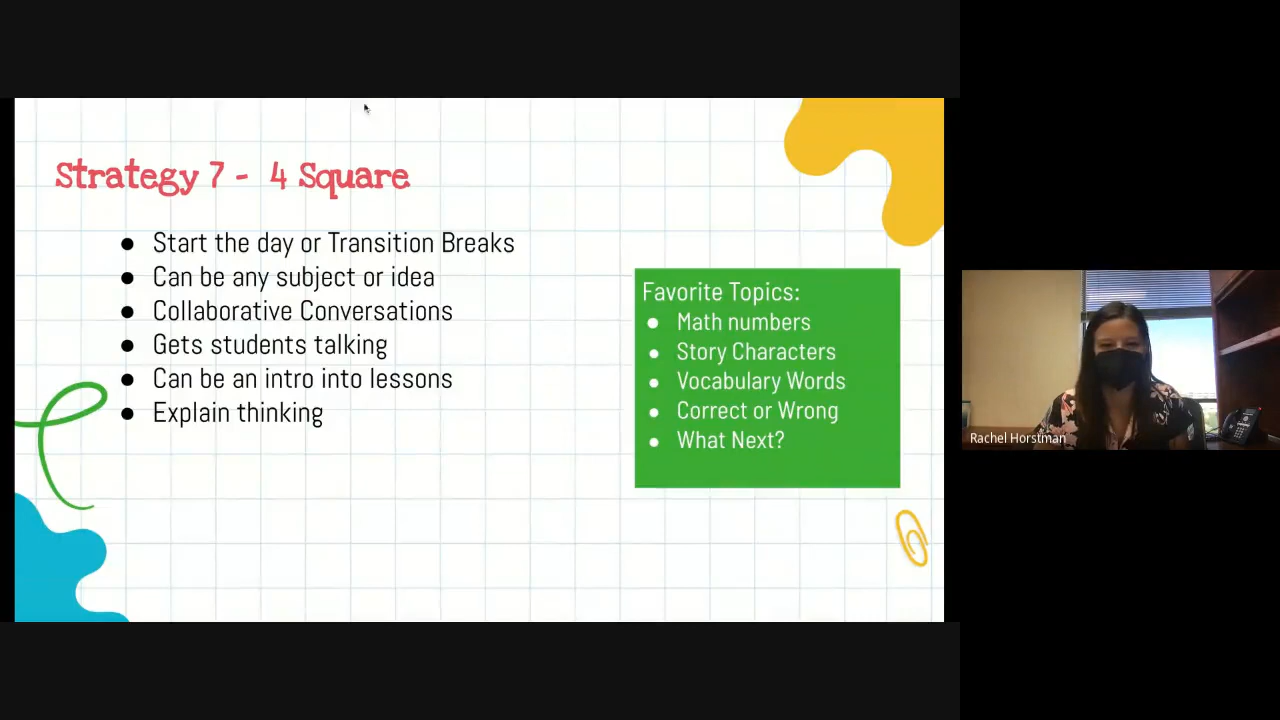 Strategy 7 - 4 Square
● Start the day or Transition Breaks
● Can be any subject or idea
● Collaborative Conversations
● Gets students talking
● Can be an intro into lessons
● Explain thinking
Favorite Topics:
● Math numbers
● Story Characters
● Vocabulary Words
● Correct or Wrong
● What Next?
Rachel Horstman